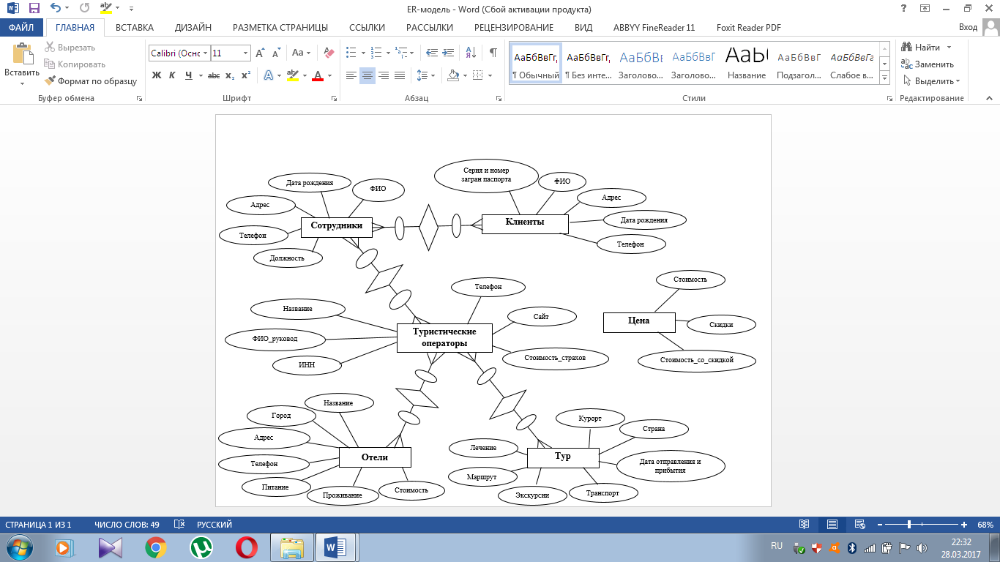 ER-модель - Word (Сбой активации продукта)
ФАЙЛ ГЛАВНАЯ ВСТАВКА ДИЗАЙН РАЗМЕТКА СТРАНИЦЫ ССЫЛКИ РАССЫЛКИ РЕЦЕНЗИРОВАНИЕ ВИД ABBYY FineReader 11 Foxit Reader PDF Вход
Вставить
Вырезать
Копировать
Формат по образцу
Буфер обмена
Calibri (Оснс 11
Ж К Ч abc x₂ x²
Шрифт
Абзац
АаБбВвГг, АаБбВвГг, АаБбВв АаБбВвГ АаБбВвГ АаБбВвГг
¶ Обычный ¶ Без инте... Заголово... Заголово... Название Подзагол... Слабое в...
Стили
Найти
Заменить
Выделить
Редактирование
Серия и номер
загран паспорта
ФИО
Адрес
Дата рождения
Телефон
Клиенты
Дата рождения
ФИО
Адрес
Телефон
Должность
Сотрудники
Телефон
Название
Сайт
ФИО_руковод
ИНН
Стоимость_страхов
Туристические
операторы
Стоимость
Цена
Скидки
Стоимость_со_скидкой
Название
Город
Адрес
Телефон
Питание
Проживание
Стоимость
Отели
Курорт
Страна
Лечение
Тур
Дата отправления и
прибытия
Маршрут
Экскурсии
Транспорт
СТРАНИЦА 1 ИЗ 1 ЧИСЛО СЛОВ: 49 РУССКИЙ 68%
RU
22:32
28.03.2017